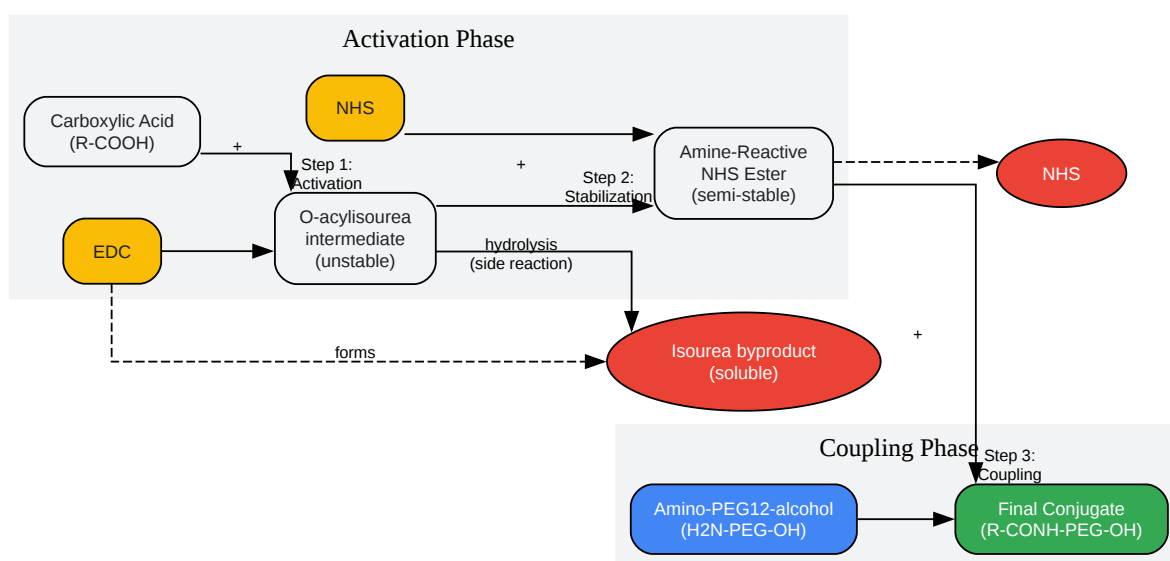 Activation Phase
NHS
Carboxylic Acid
(R-COOH)
+
Step 1:
Activation
+
Step 2:
Stabilization
Amine-Reactive
NHS Ester
(semi-stable)
NHS
EDC
O-acylisourea
intermediate
(unstable)
hydrolysis
(side reaction)
+
forms
Isourea byproduct
(soluble)
Coupling Phase
Step 3:
Coupling
Amino-PEG12-alcohol
(H2N-PEG-OH)
Final Conjugate
(R-CONH-PEG-OH)